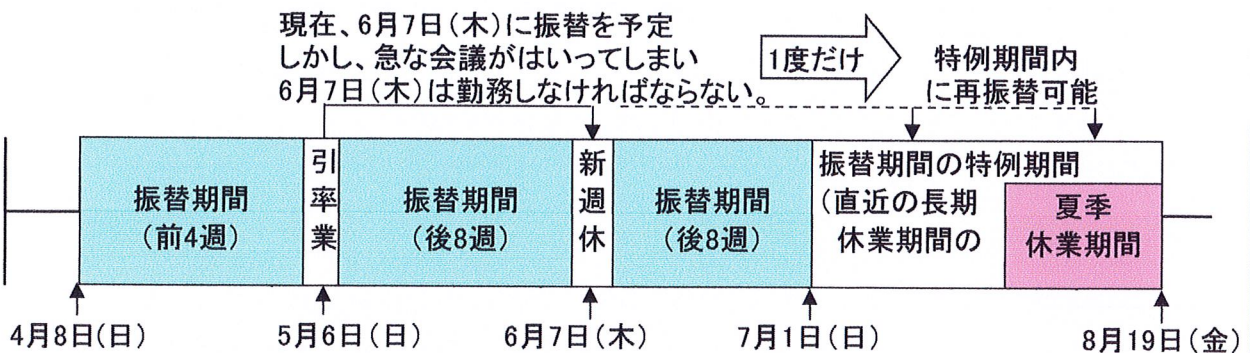 現在、6月7日（木）に振替を予定
しかし、急な会議がはいってしまい
6月7日（木）は勤務しなければならない。
1度だけ
特例期間内
に再振替可能
振替期間
（前4週）
引率業
振替期間
（後8週）
新週休
振替期間
（後8週）
振替期間の特例期間
（直近の長期
休業期間の
夏季
休業期間
4月8日（日）
5月6日（日）
6月7日（木）
7月1日（日）
8月19日（金）